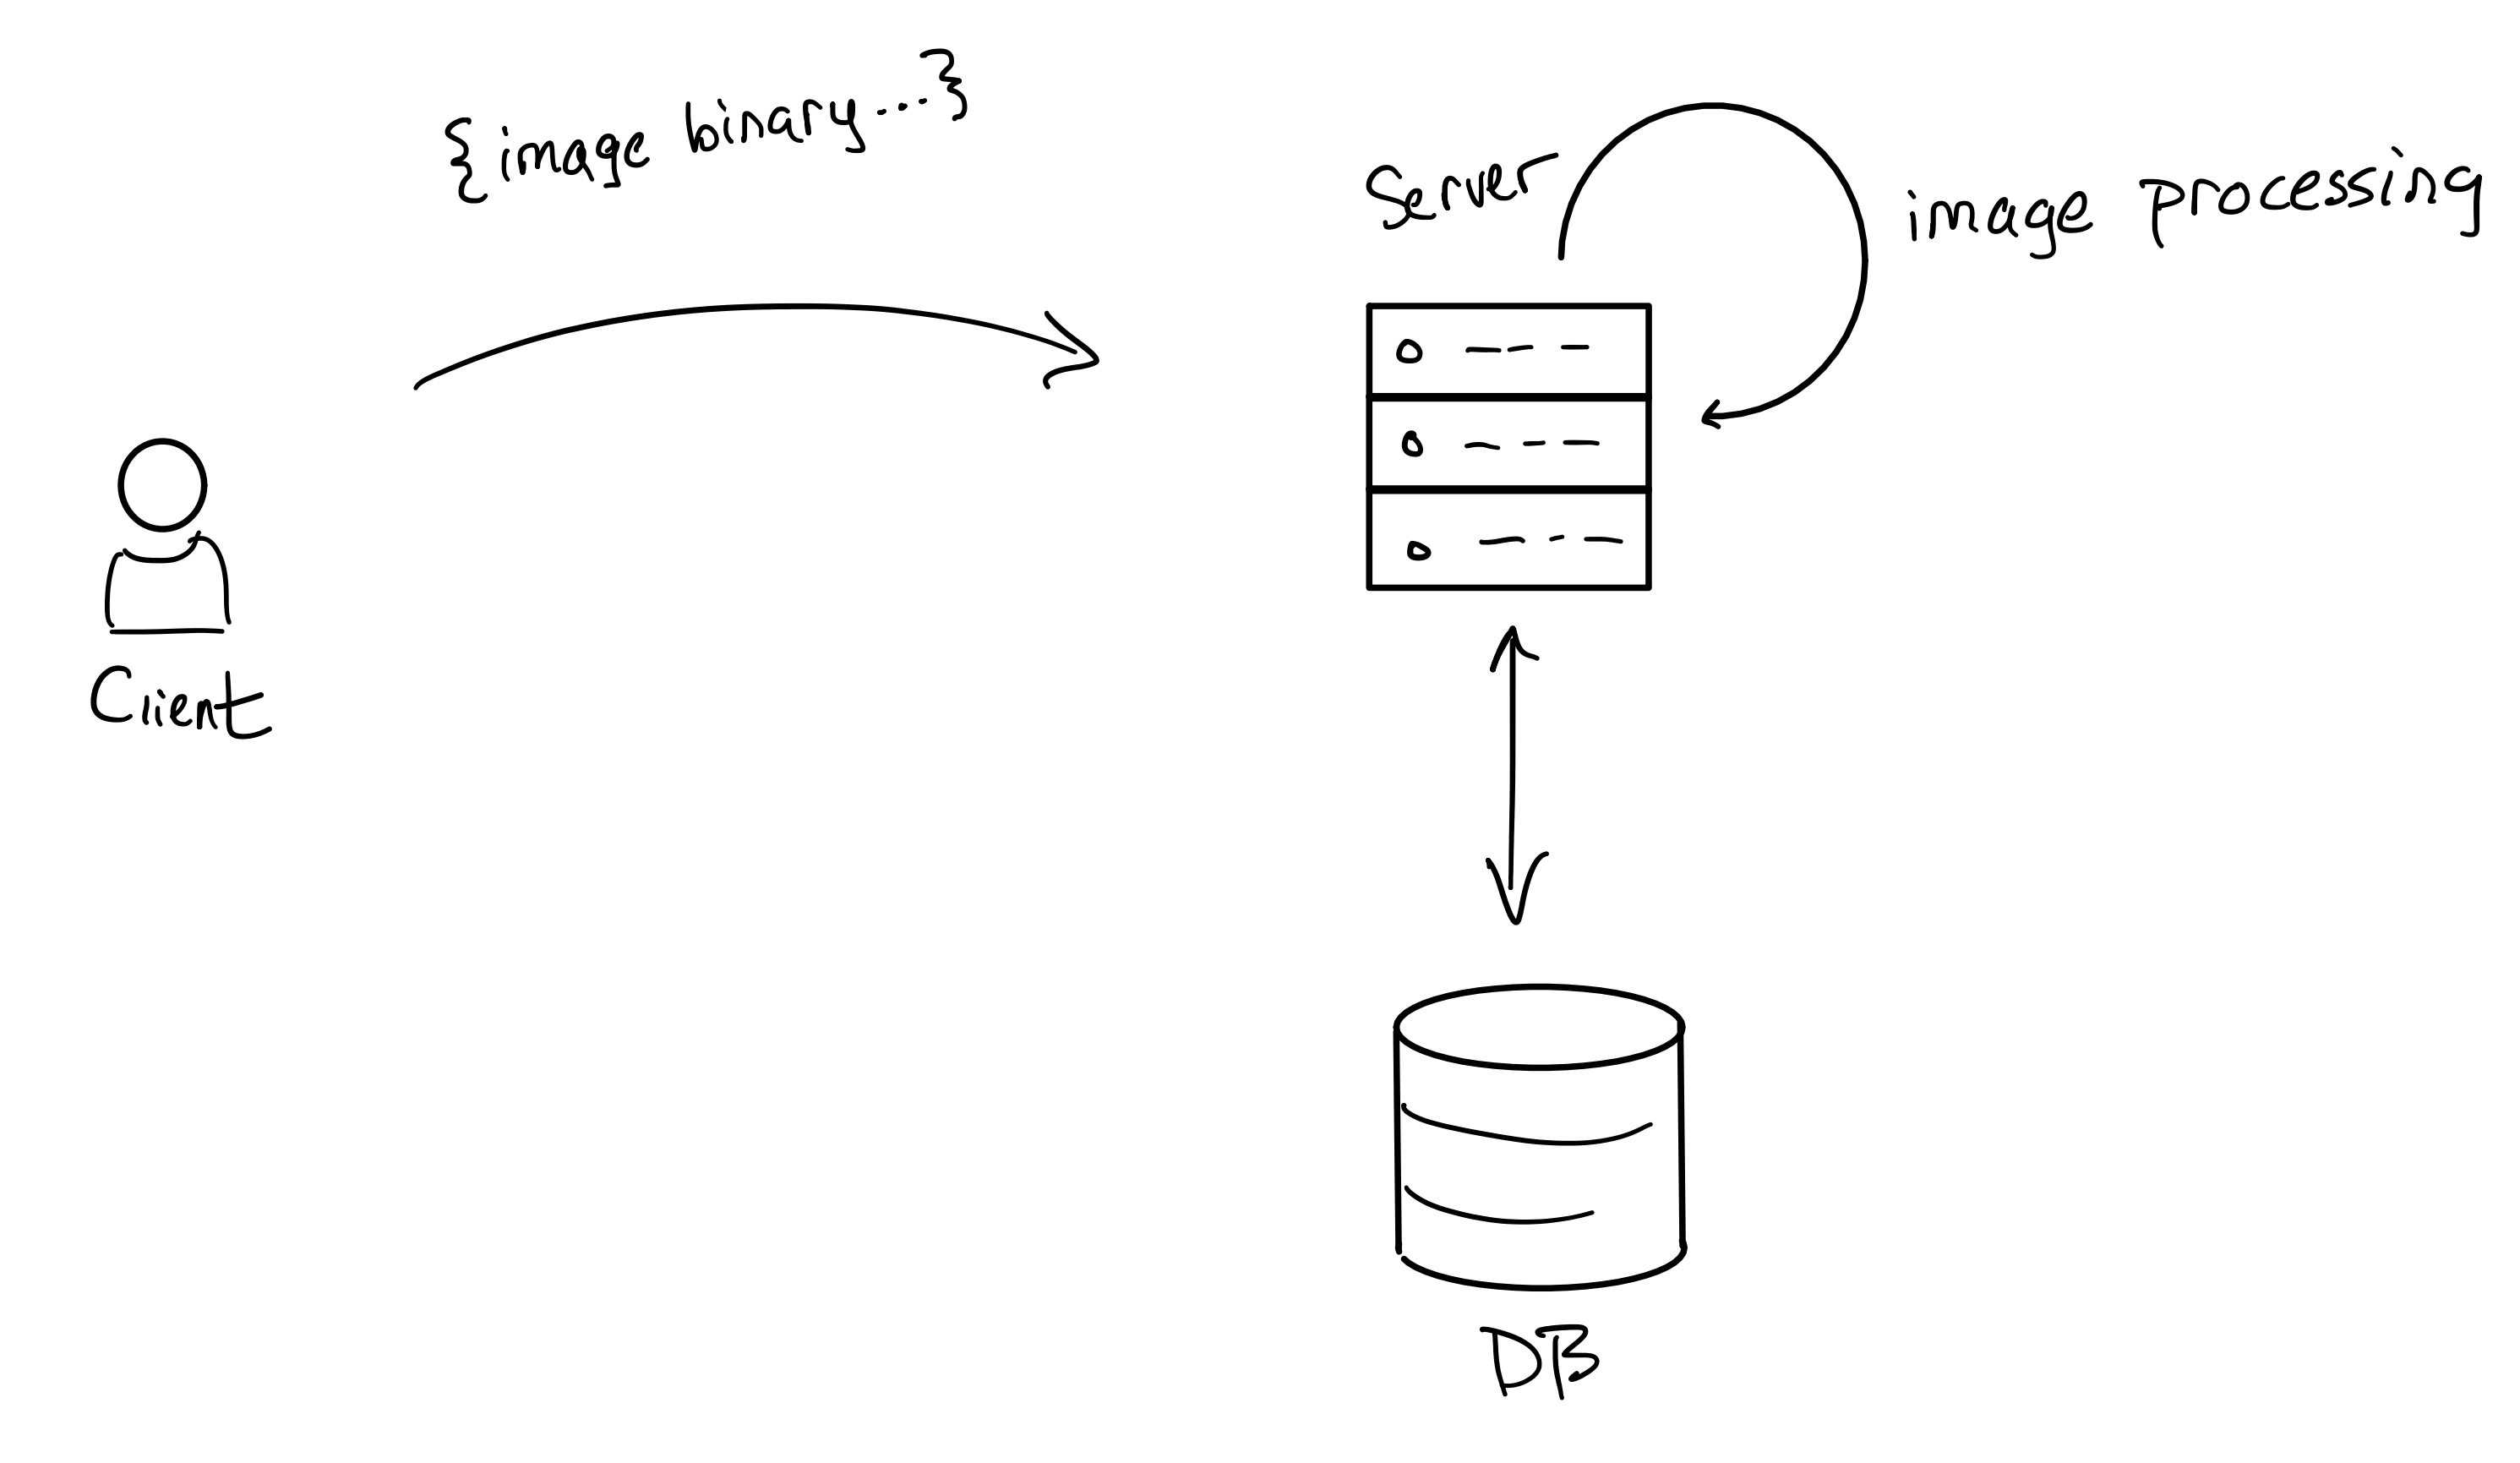 {image binary...}
Server
image processing
Client
DB